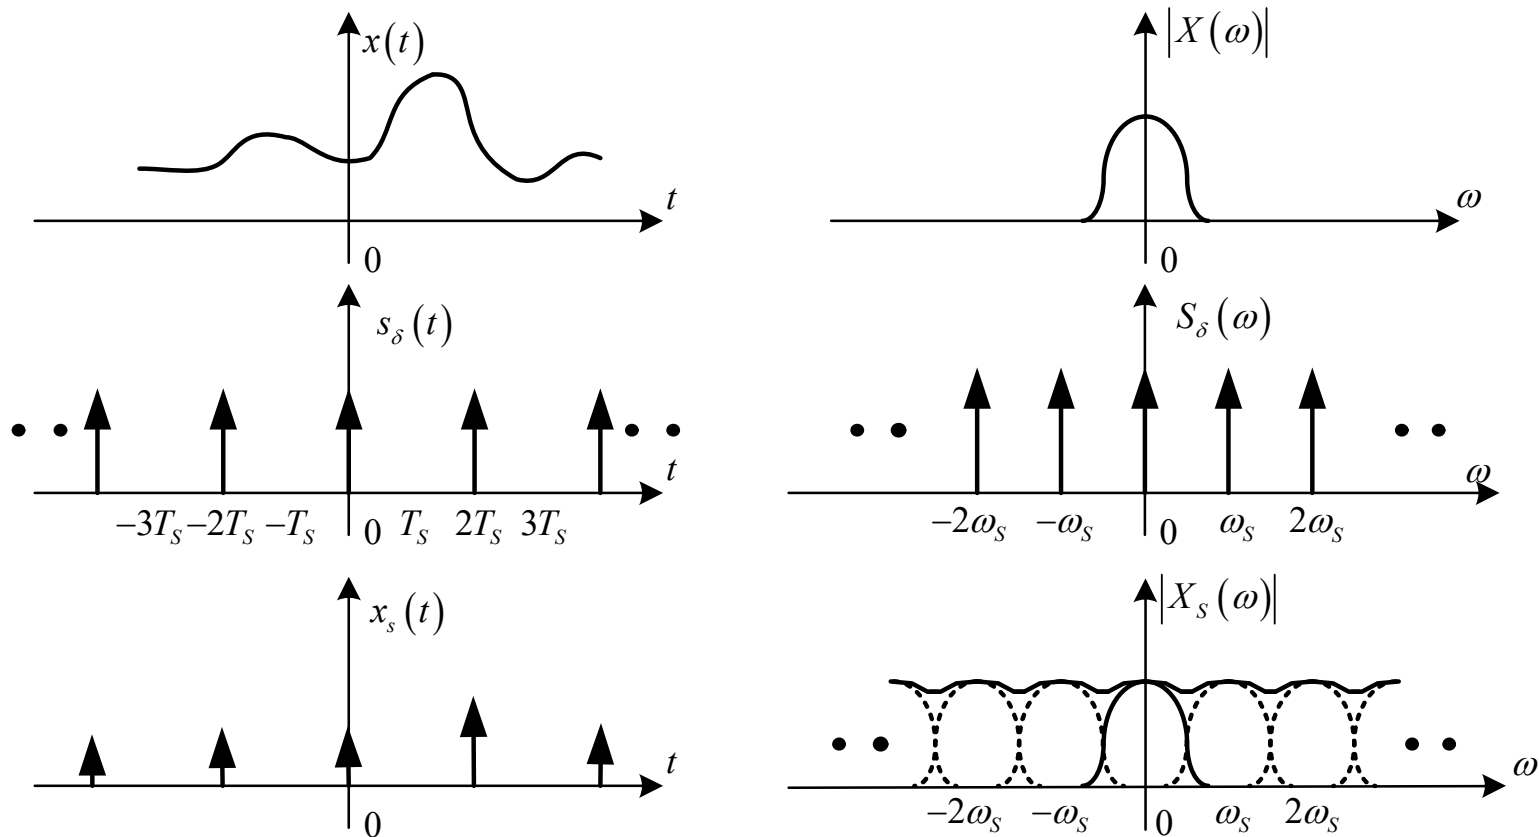 x(t)
t
0
|X(ω)|
ω
0
s_δ(t)
t
−3T_S −2T_S −T_S 0 T_S 2T_S 3T_S
S_δ(ω)
ω
−2ω_S −ω_S 0 ω_S 2ω_S
x_s(t)
t
0
|X_S(ω)|
ω
−2ω_S −ω_S 0 ω_S 2ω_S